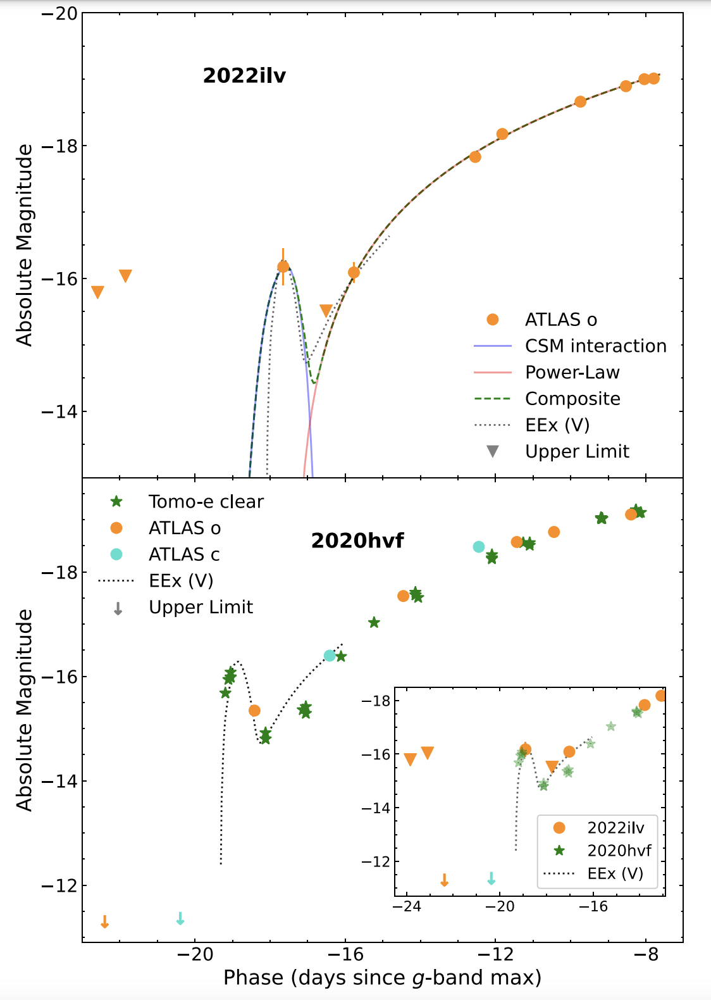 −20
2022ilv
−18
−16
−14
Absolute Magnitude
ATLAS o
CSM interaction
Power-Law
Composite
EEx (V)
Upper Limit
Tomo-e clear
ATLAS o
ATLAS c
EEx (V)
Upper Limit
2020hvf
−18
−16
−14
−12
Absolute Magnitude
−18
−16
−14
−12
2022ilv
2020hvf
EEx (V)
−24 −20 −16
−20 −16 −12 −8
Phase (days since g-band max)